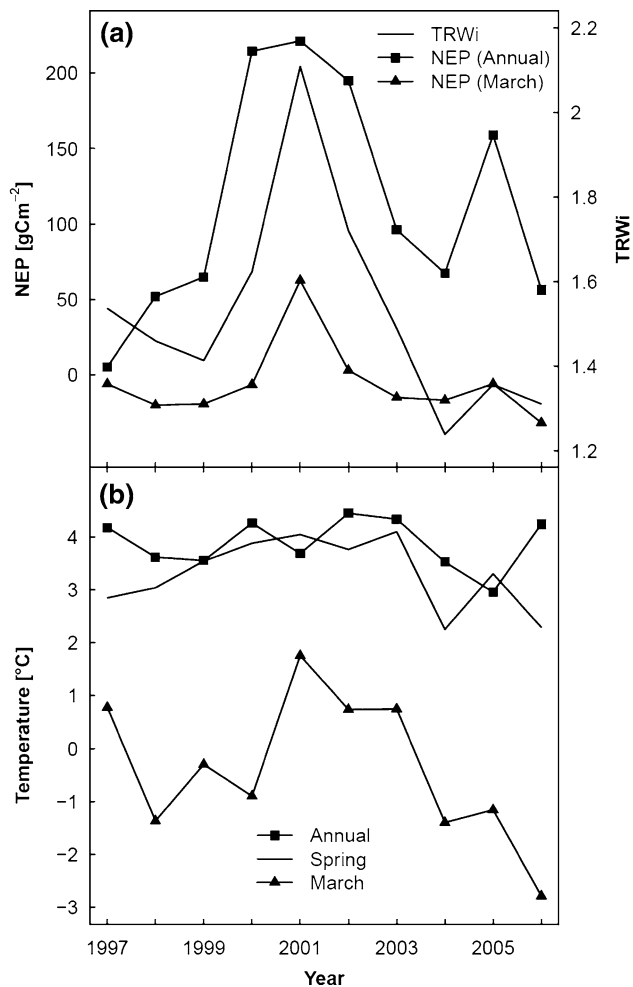 (a)
TRWi
NEP (Annual)
NEP (March)
2.2
2
1.8
1.6
1.4
1.2
TRWi
200
150
100
50
0
NEP [gCm−2]
(b)
4
3
2
1
0
−1
−2
−3
Temperature [°C]
Annual
Spring
March
1997 1999 2001 2003 2005
Year